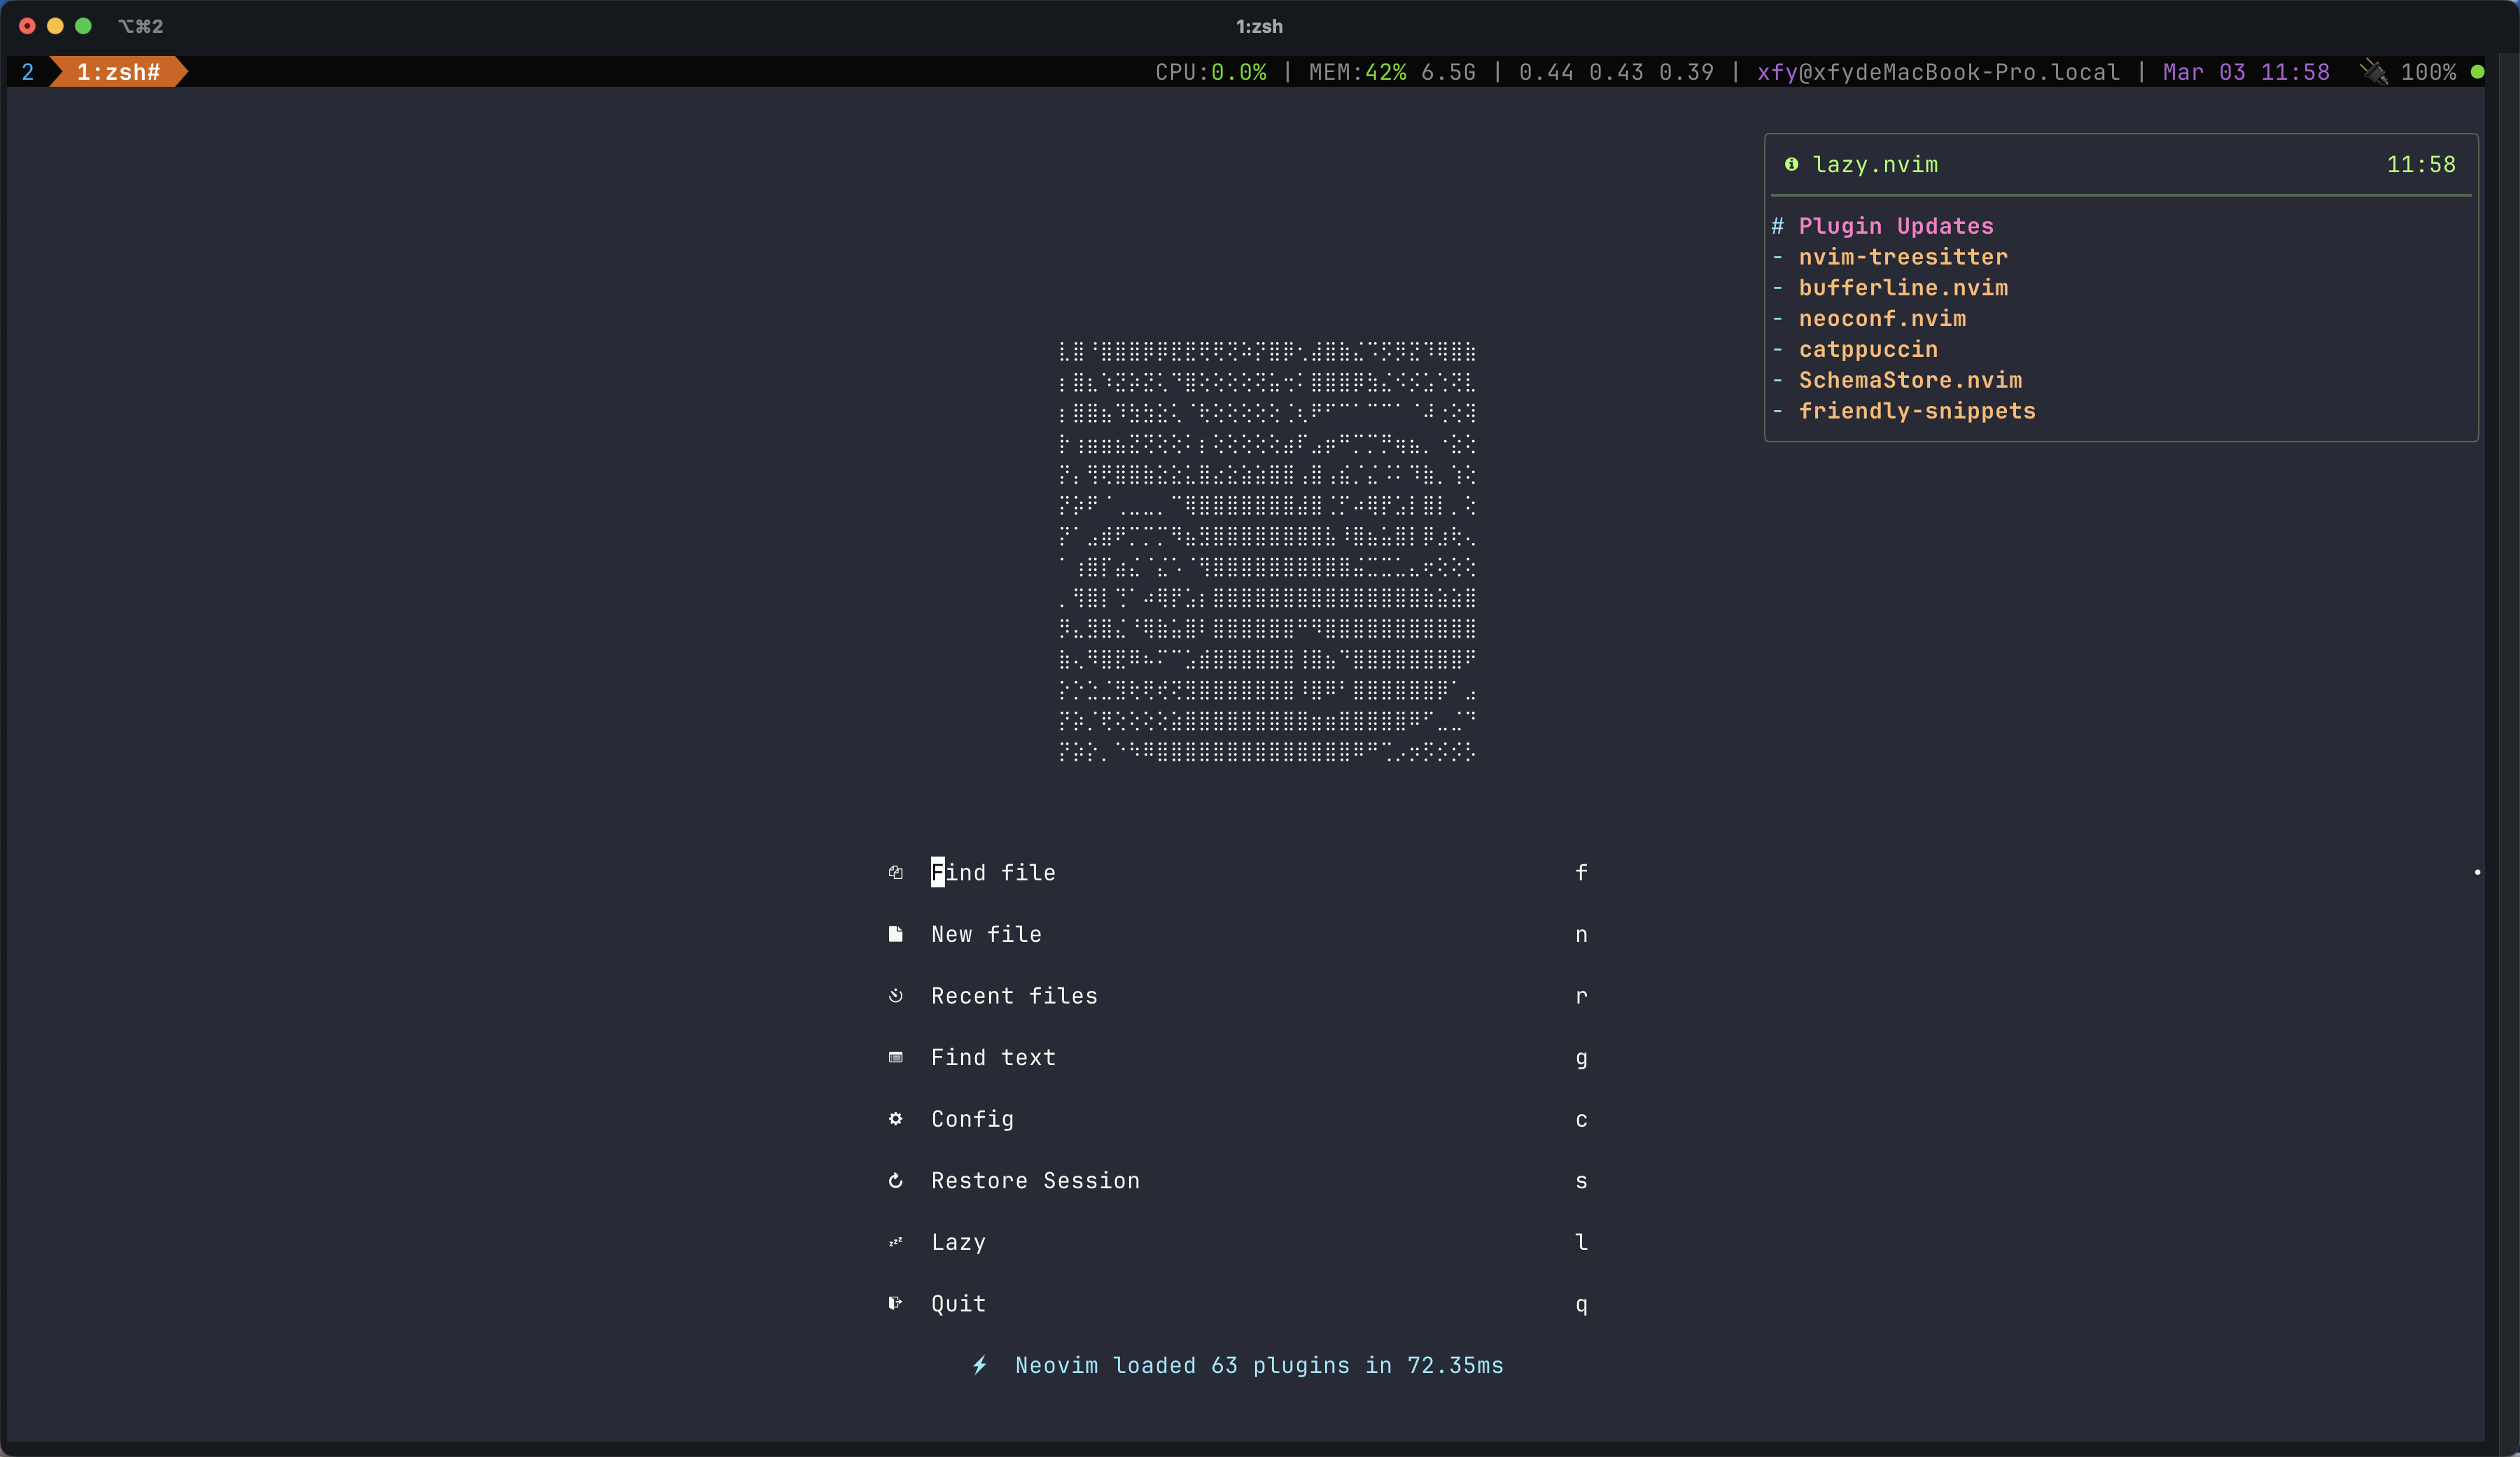 ⌥⌘2 1:zsh
2 1:zsh# CPU:0.0% | MEM:42% 6.5G | 0.44 0.43 0.39 | xfy@xfydeMacBook-Pro.local | Mar 03 11:58 100%
lazy.nvim 11:58
# Plugin Updates
- nvim-treesitter
- bufferline.nvim
- neoconf.nvim
- catppuccin
- SchemaStore.nvim
- friendly-snippets
Find file f
New file n
Recent files r
Find text g
Config c
Restore Session s
Lazy l
Quit q
⚡ Neovim loaded 63 plugins in 72.35ms